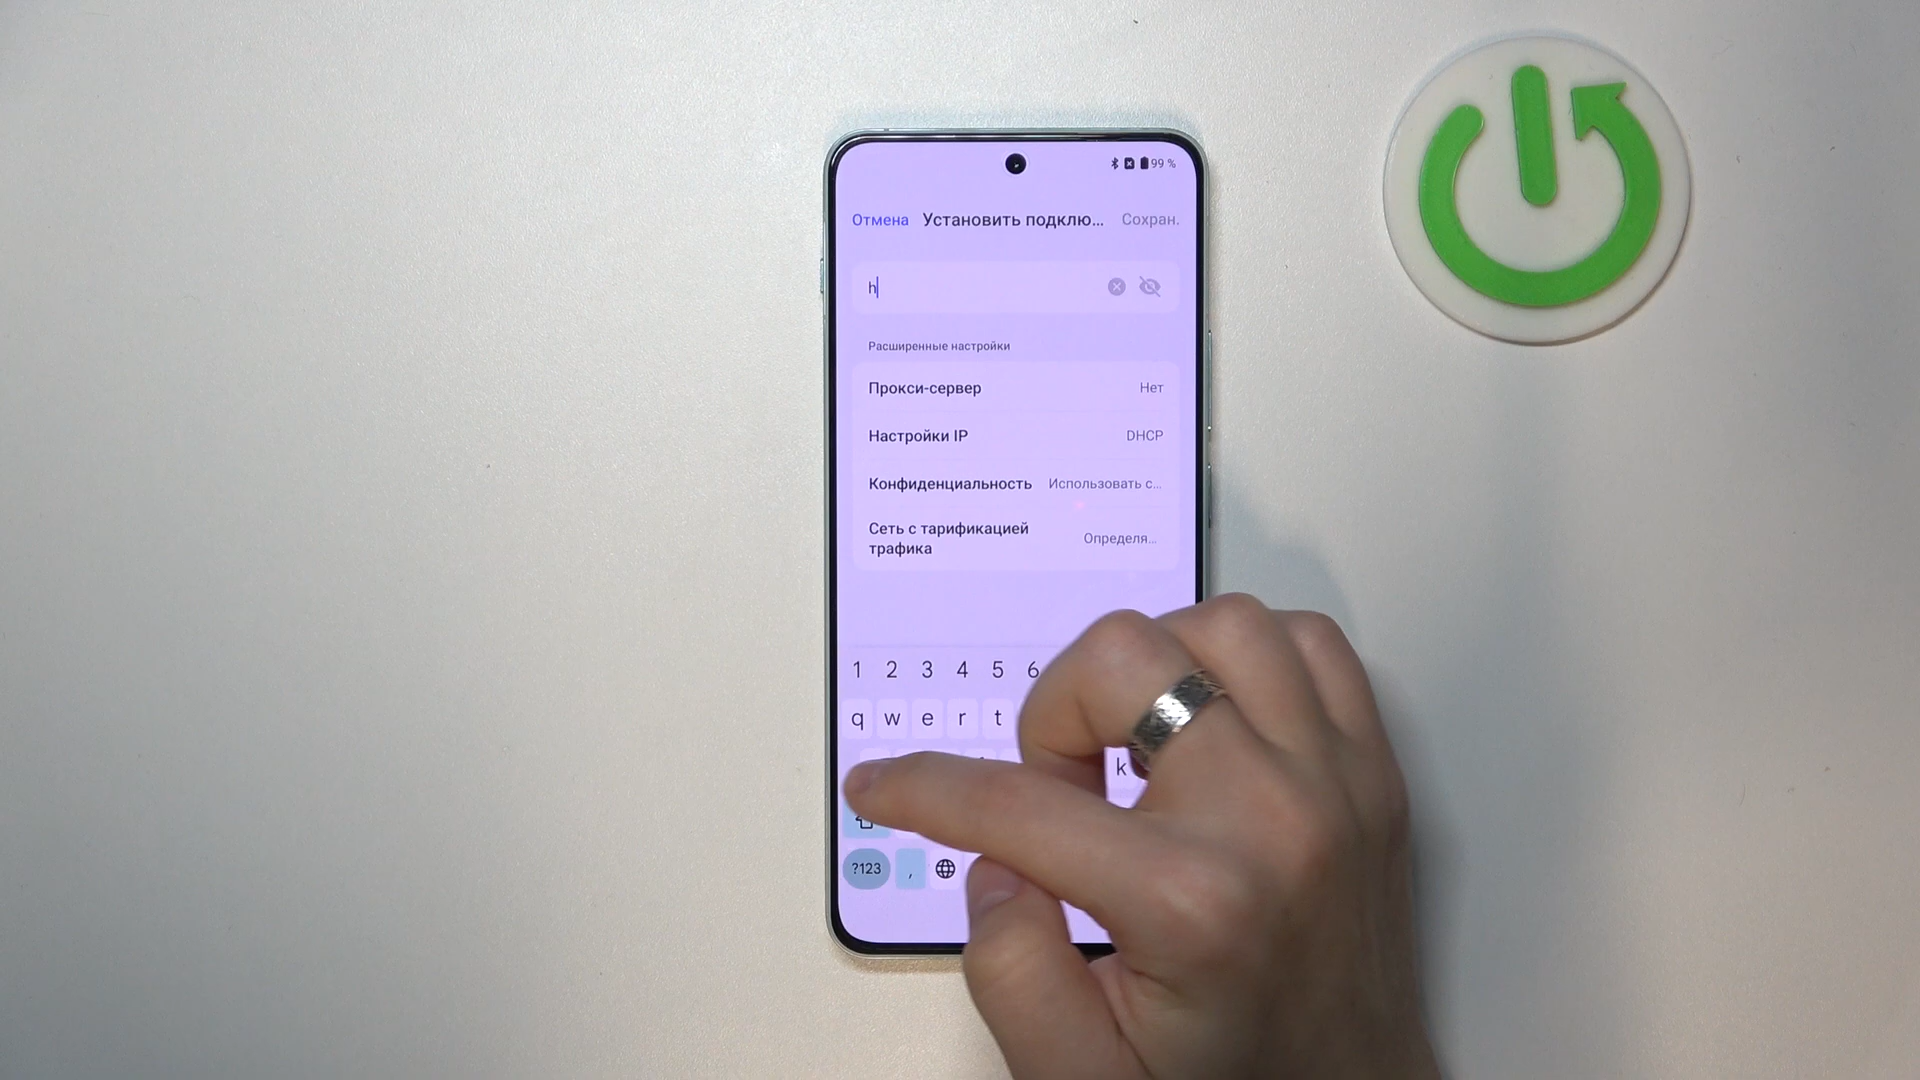 99 %
Отмена Установить подклю... Сохран.
h
Расширенные настройки
Прокси-сервер Нет
Настройки IP DHCP
Конфиденциальность Использовать с...
Сеть с тарификацией трафика Определя...
1 2 3 4 5 6
q w e r t
k
?123 ,